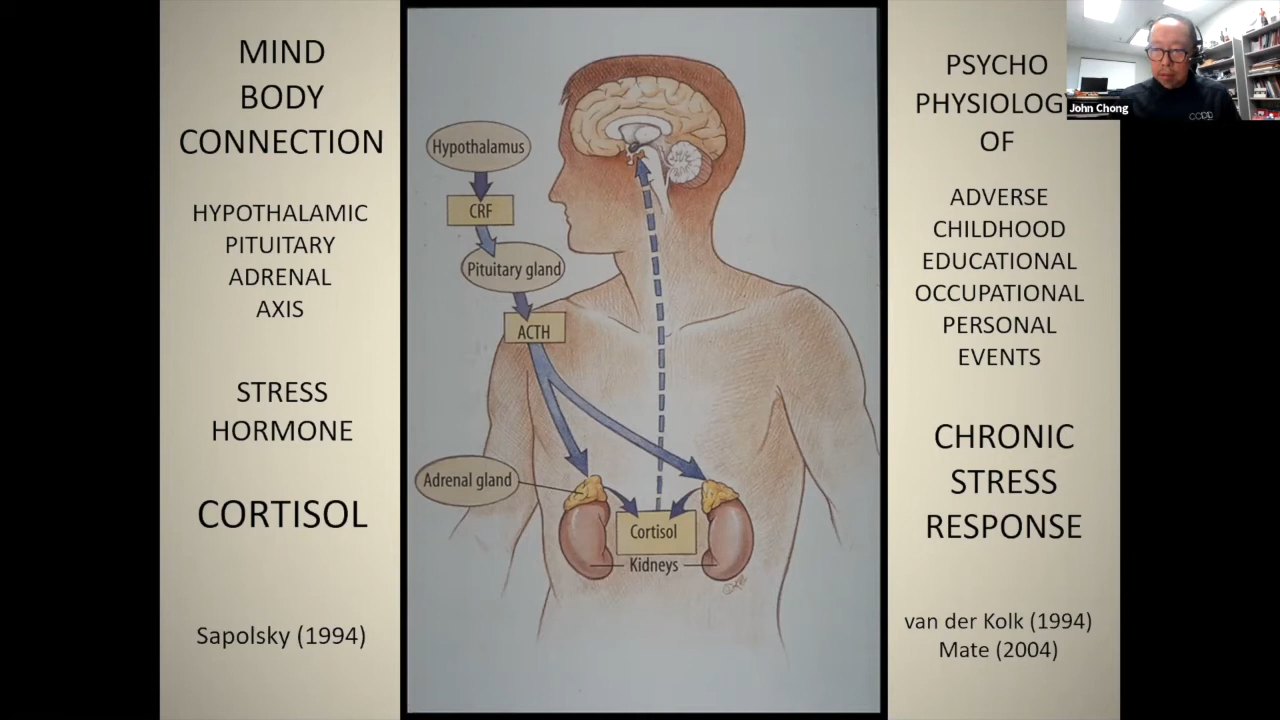 MIND
BODY
CONNECTION
HYPOTHALAMIC
PITUITARY
ADRENAL
AXIS
STRESS
HORMONE
CORTISOL
Sapolsky (1994)
Hypothalamus
CRF
Pituitary gland
ACTH
Adrenal gland
Cortisol
Kidneys
PSYCHO
PHYSIOLOG
OF
ADVERSE
CHILDHOOD
EDUCATIONAL
OCCUPATIONAL
PERSONAL
EVENTS
CHRONIC
STRESS
RESPONSE
van der Kolk (1994)
Mate (2004)
John Chong